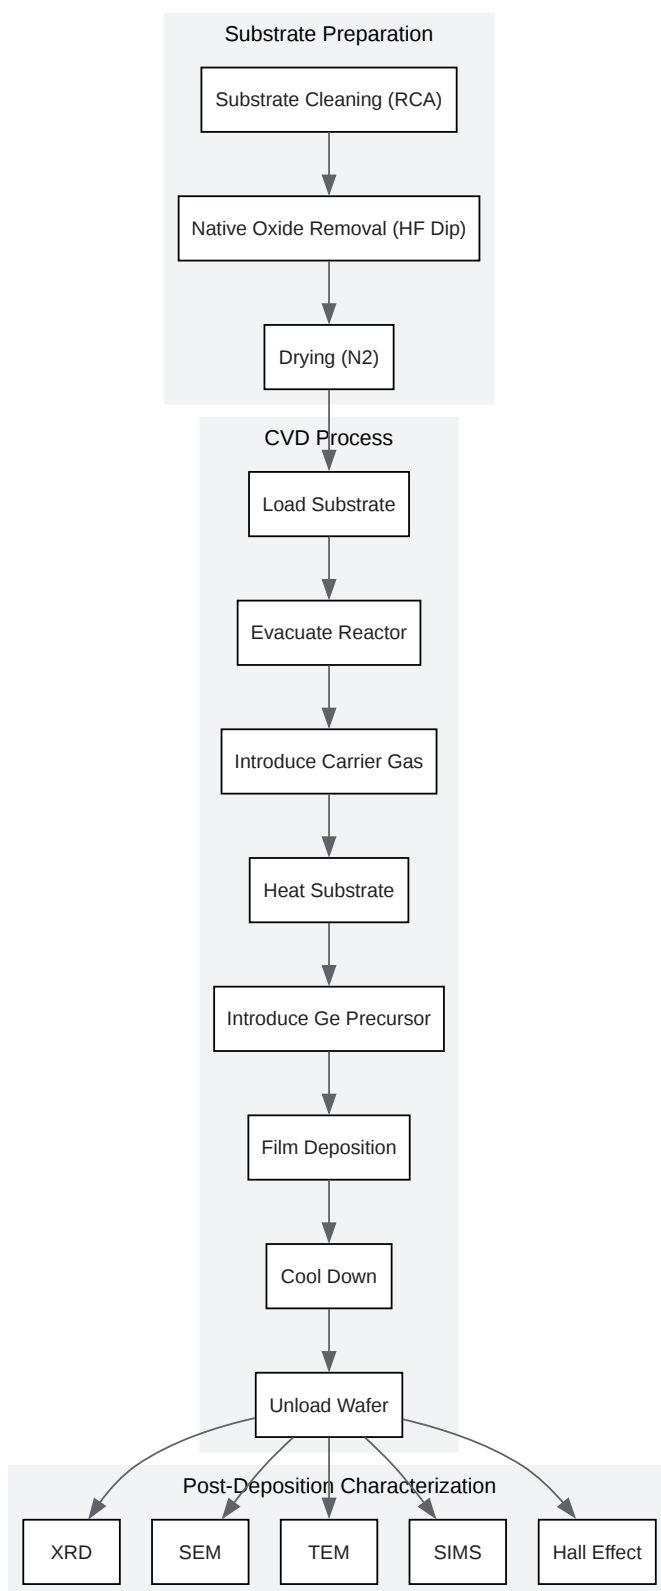 Substrate Preparation
Substrate Cleaning (RCA)
Native Oxide Removal (HF Dip)
Drying (N2)
CVD Process
Load Substrate
Evacuate Reactor
Introduce Carrier Gas
Heat Substrate
Introduce Ge Precursor
Film Deposition
Cool Down
Unload Wafer
Post-Deposition Characterization
XRD
SEM
TEM
SIMS
Hall Effect